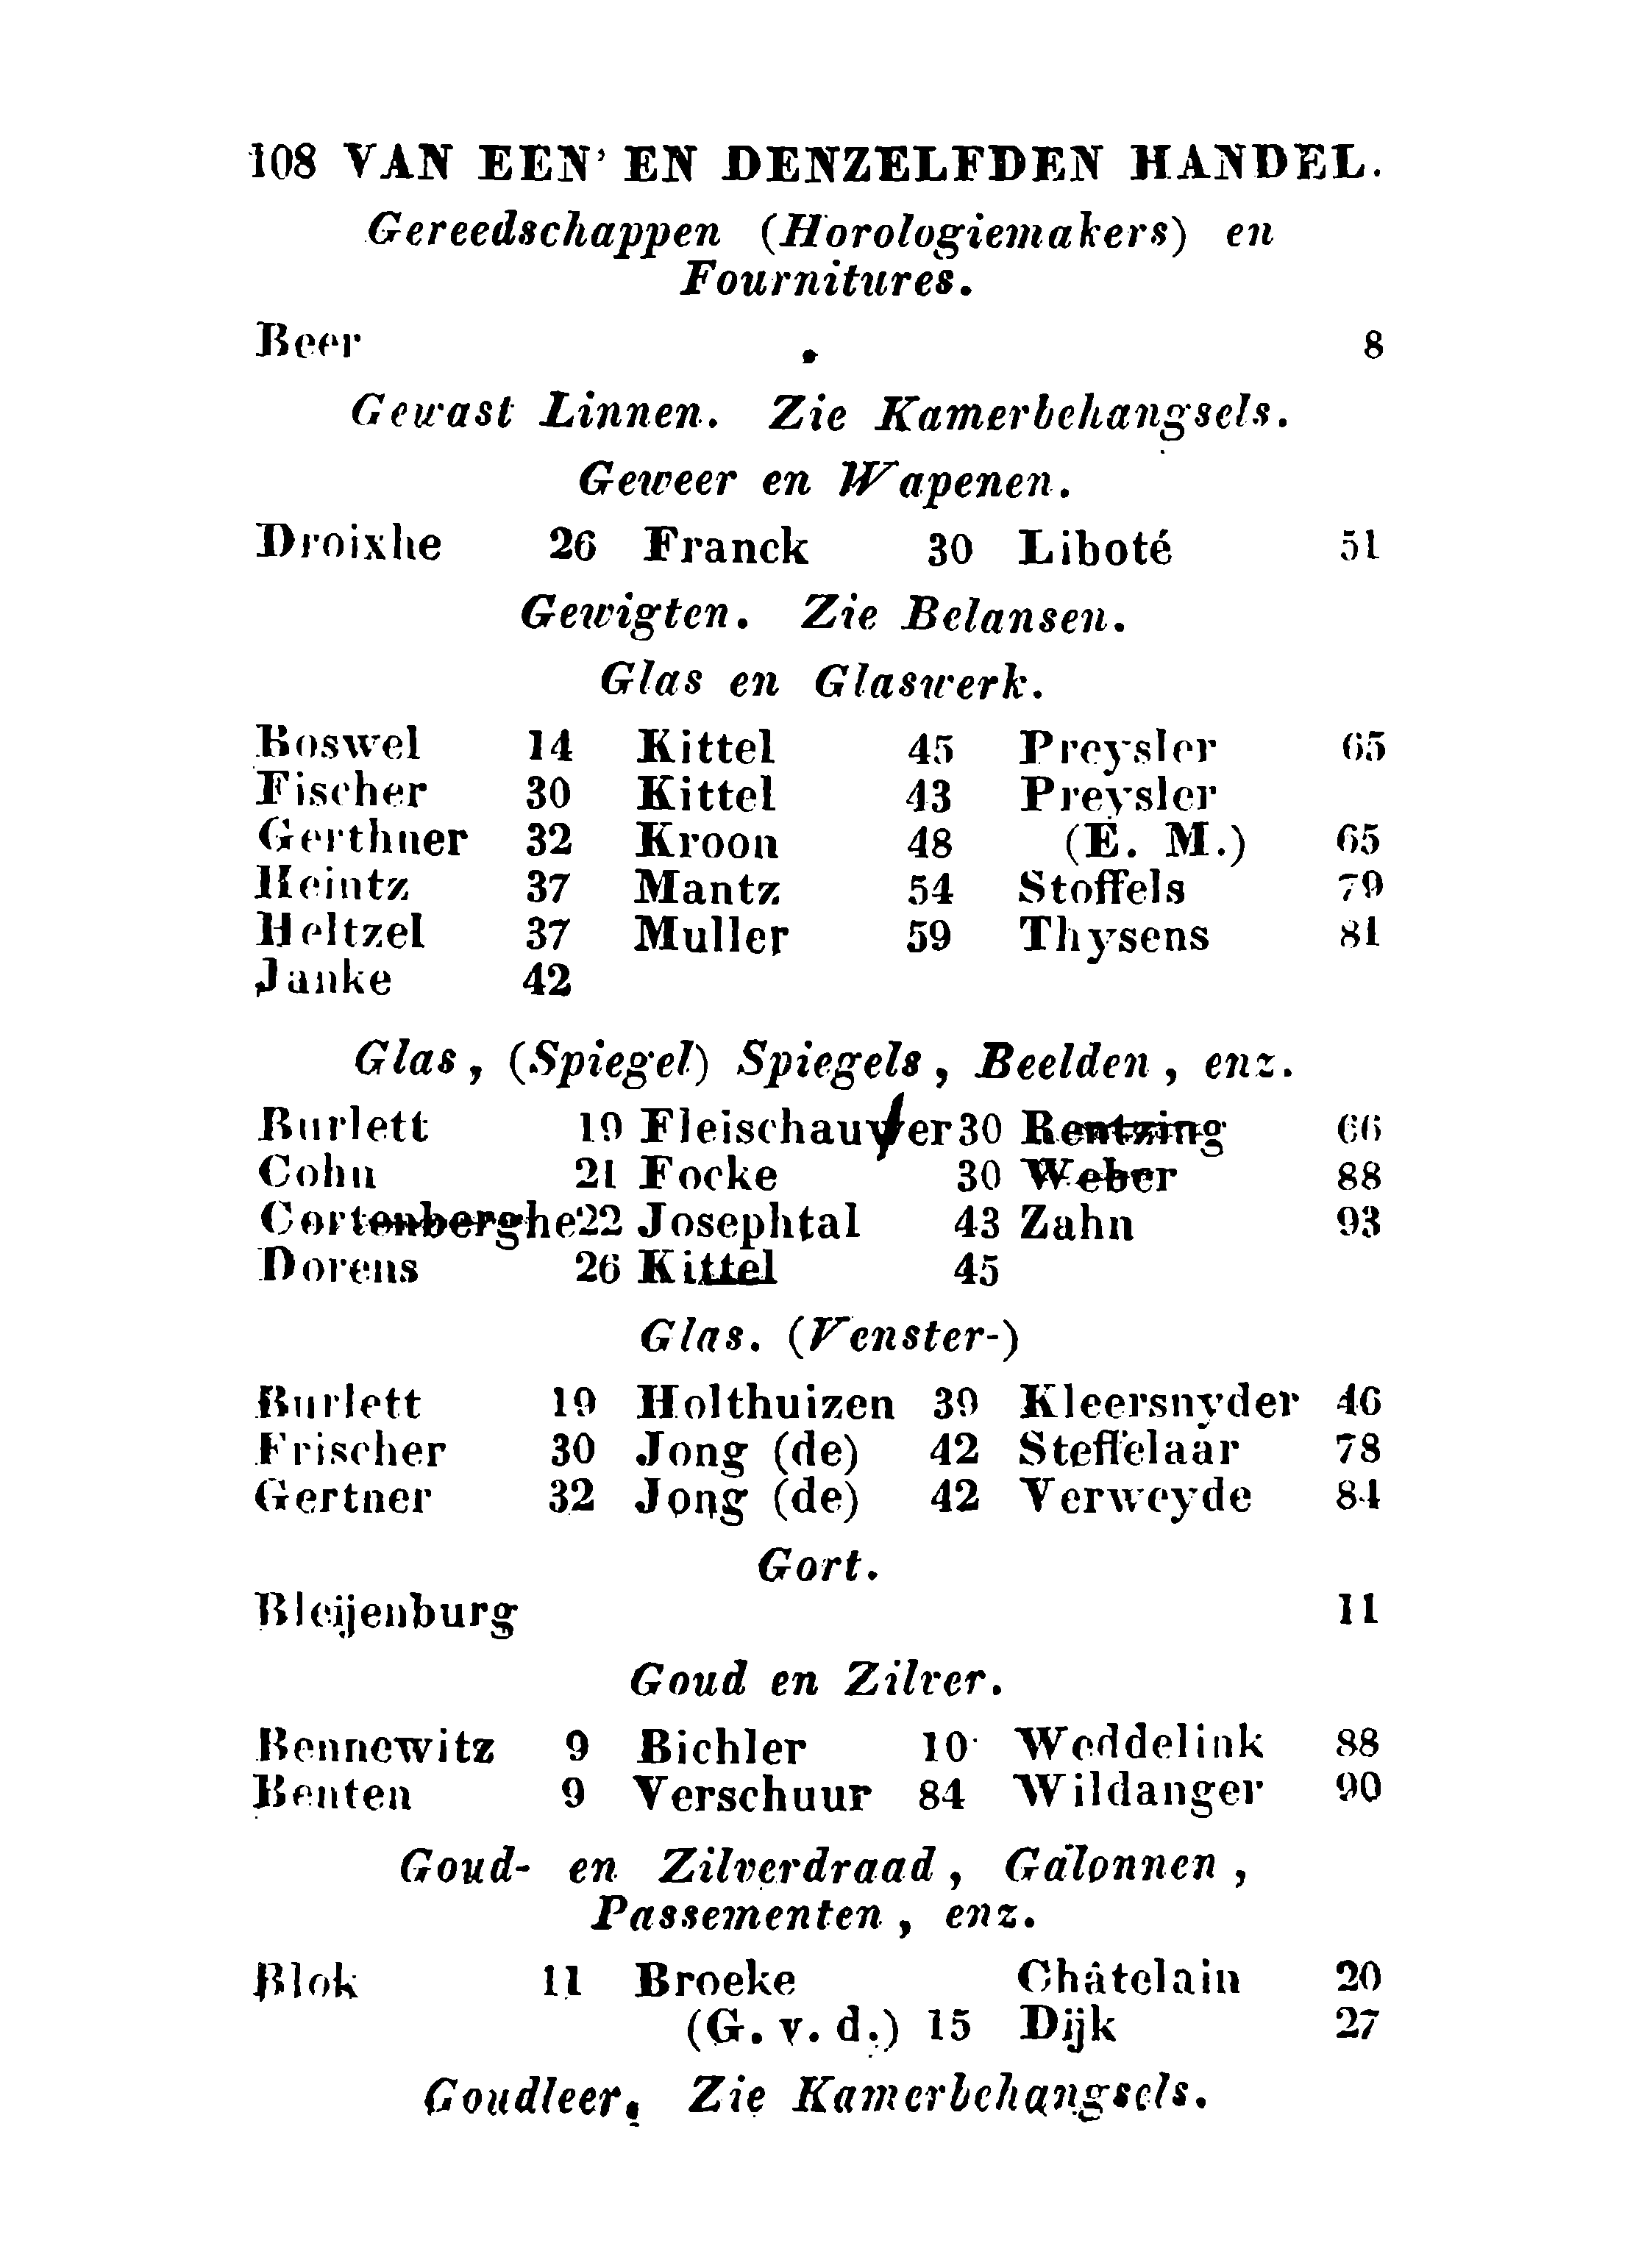 108 VAN EEN' EN DENZELFDEN HANDEL.
Gereedschappen (Horologiemakers) en
Fournitures.
Beer 8
Gewast Linnen. Zie Kamerbehangsels.
Geweer en Wapenen.
Droixhe 26 Franck 30 Liboté 51
Gewigten. Zie Belansen.
Glas en Glaswerk.
Boswel 14 Kittel 45 Preysler 65
Fischer 30 Kittel 43 Preysler
Gerthner 32 Kroon 48 (E. M.) 65
Heintz 37 Mantz 54 Stoffels 79
Heltzel 37 Muller 59 Thysens 81
Janke 42
Glas, (Spiegel) Spiegels, Beelden, enz.
Burlett 19 Fleischauwer 30 Rentzing 66
Cohn 21 Focke 30 Weber 88
Cortenberghe 22 Josephtal 43 Zahn 93
Dorens 26 Kittel 45
Glas. (Venster-)
Burlett 19 Holthuizen 39 Kleersnyder 46
Frischer 30 Jong (de) 42 Steffelaar 78
Gertner 32 Jong (de) 42 Verweyde 84
Gort.
Bleijenburg 11
Goud en Zilver.
Bennewitz 9 Bichler 10 Weddelink 88
Benten 9 Verschuur 84 Wildanger 90
Goud- en Zilverdraad, Galonnen,
Passementen, enz.
Blok 11 Broeke Châtelain 20
(G. v. d.) 15 Dijk 27
Goudleer. Zie Kamerbehangsels.